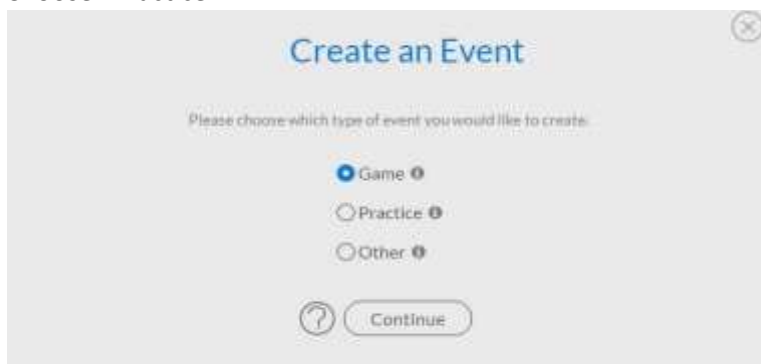 Create an Event
Please choose which type of event you would like to create.
Game
Practice
Other
? Continue